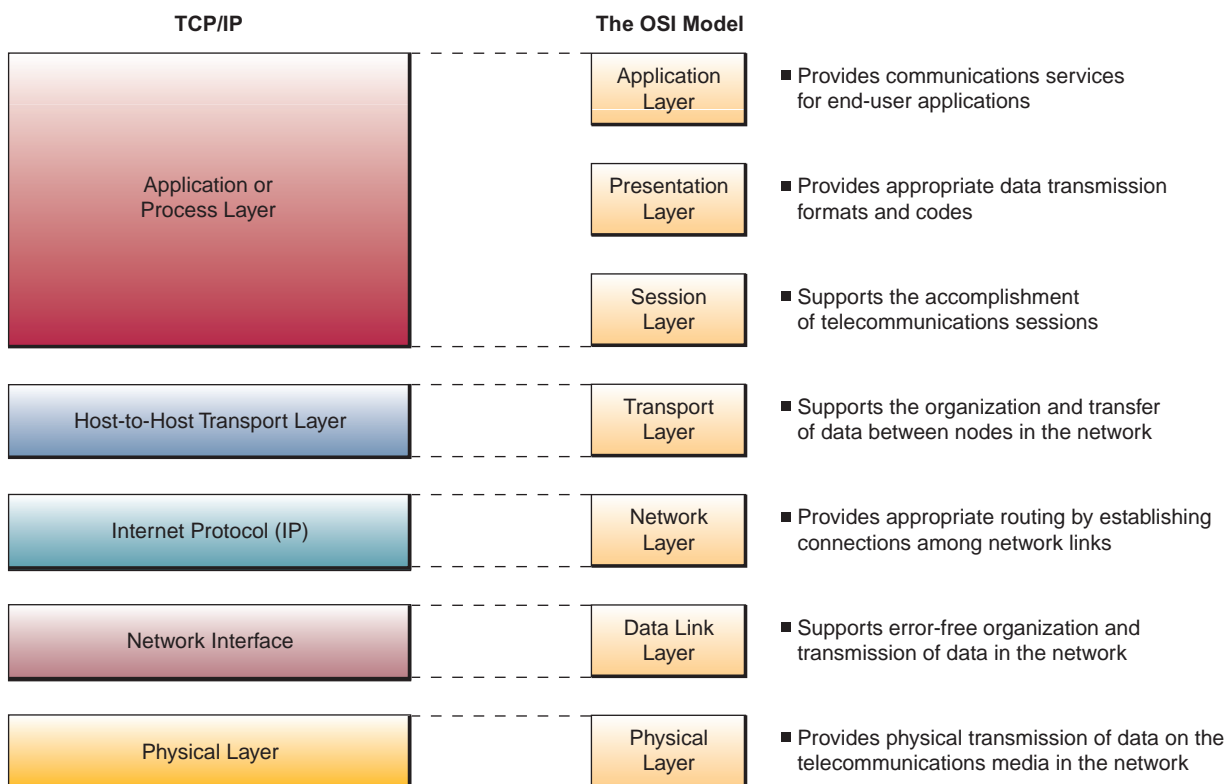 TCP/IP
The OSI Model
Application or
Process Layer
Application
Layer
■ Provides communications services
for end-user applications
Presentation
Layer
■ Provides appropriate data transmission
formats and codes
Session
Layer
■ Supports the accomplishment
of telecommunications sessions
Host-to-Host Transport Layer
Transport
Layer
■ Supports the organization and transfer
of data between nodes in the network
Internet Protocol (IP)
Network
Layer
■ Provides appropriate routing by establishing
connections among network links
Network Interface
Data Link
Layer
■ Supports error-free organization and
transmission of data in the network
Physical Layer
Physical
Layer
■ Provides physical transmission of data on the
telecommunications media in the network